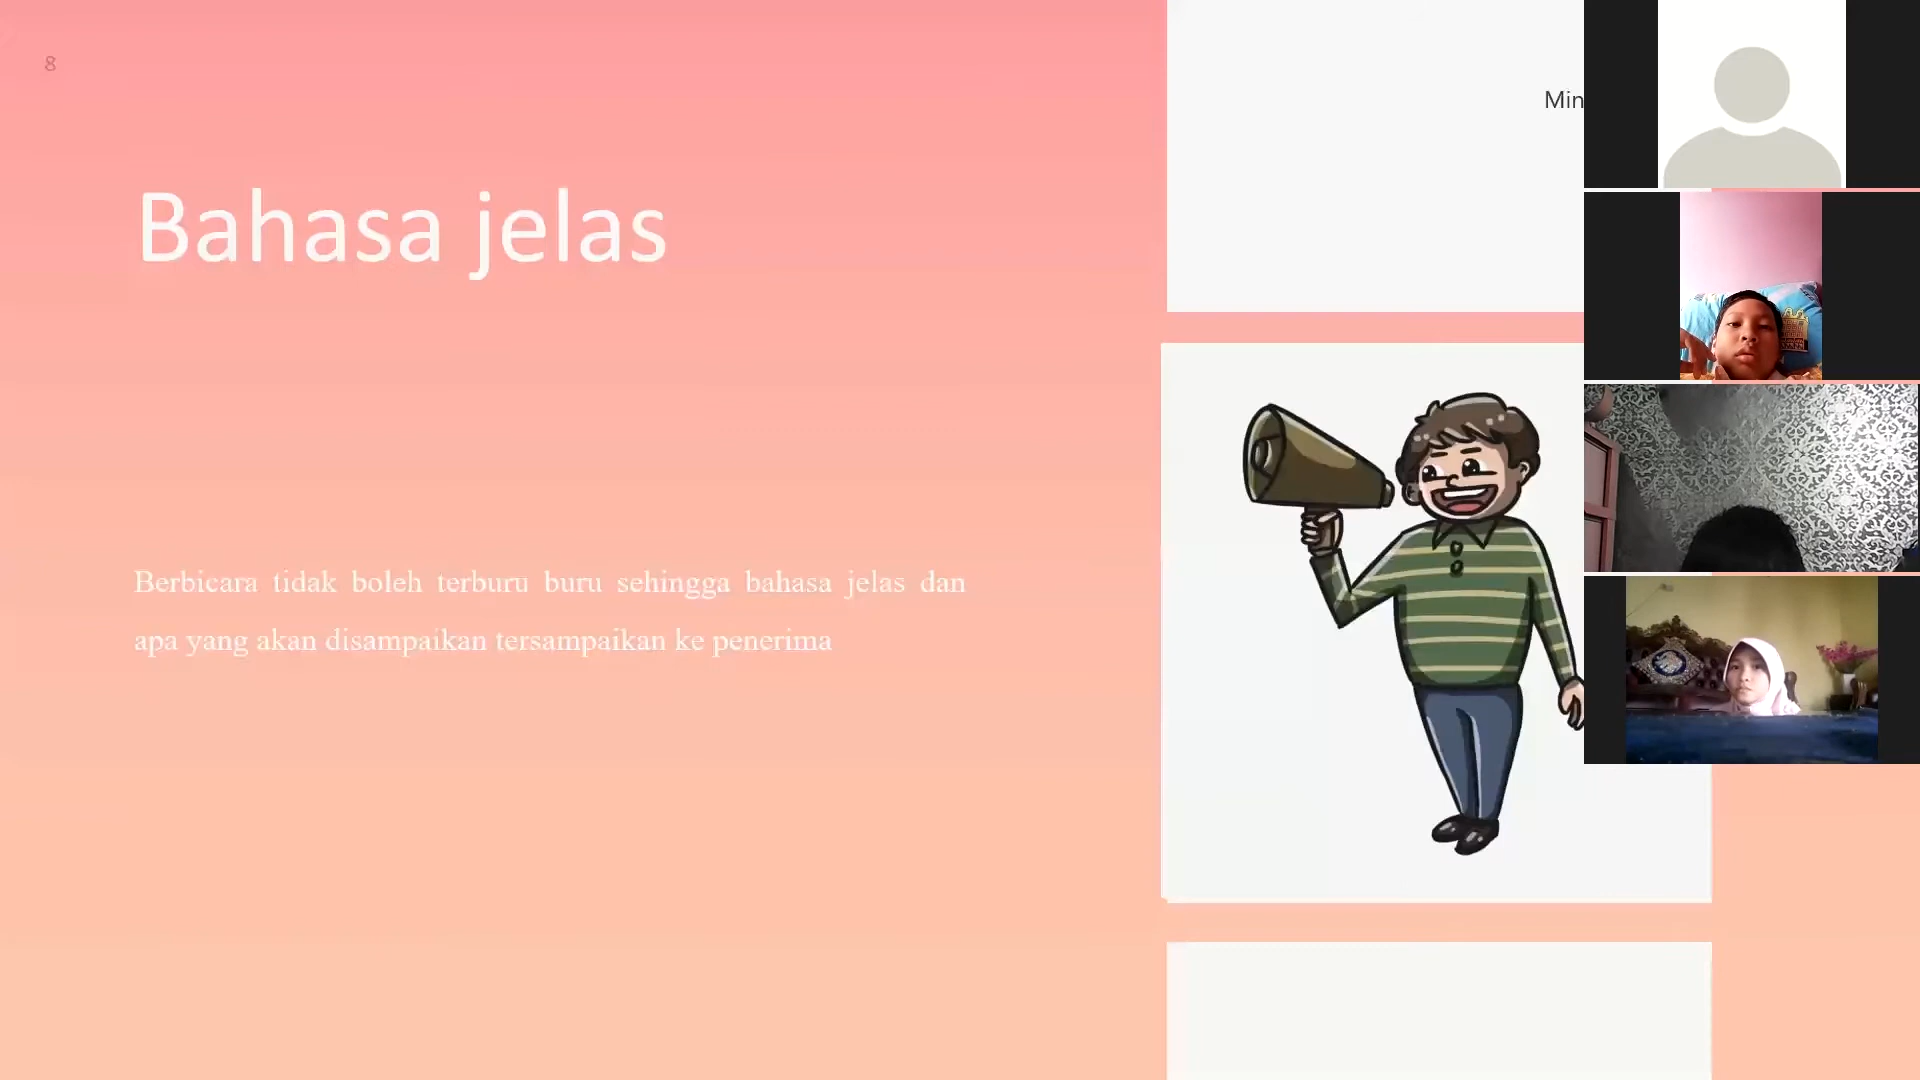 8
Min
Bahasa jelas
Berbicara tidak boleh terburu buru sehingga bahasa jelas dan
apa yang akan disampaikan tersampaikan ke penerima